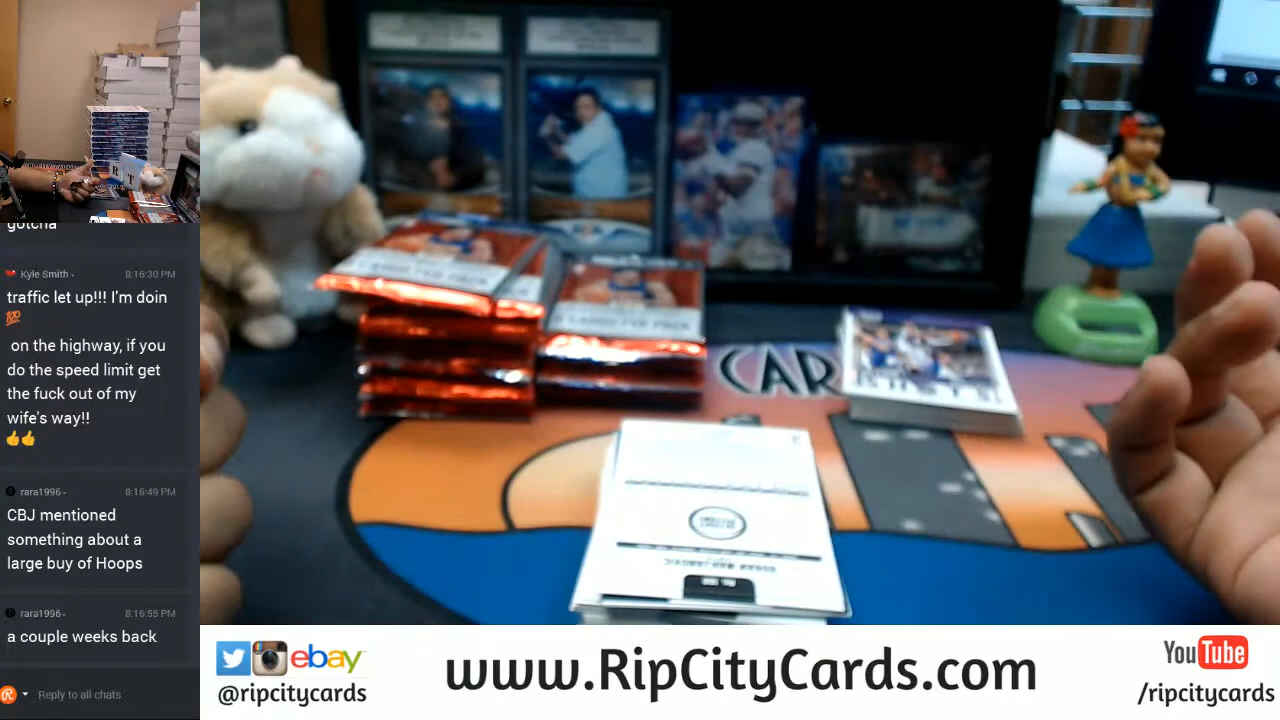 gotcha
Kyle Smith
8:16:30 PM
traffic let up!!! I'm doin
💯
on the highway, if you
do the speed limit get
the fuck out of my
wife's way!!
👍👍
rara1996
8:16:49 PM
CBJ mentioned
something about a
large buy of Hoops
rara1996
8:16:55 PM
a couple weeks back
Reply to all chats
CAR
ebay
@ripcitycards
www.RipCityCards.com
YouTube
/ripcitycards